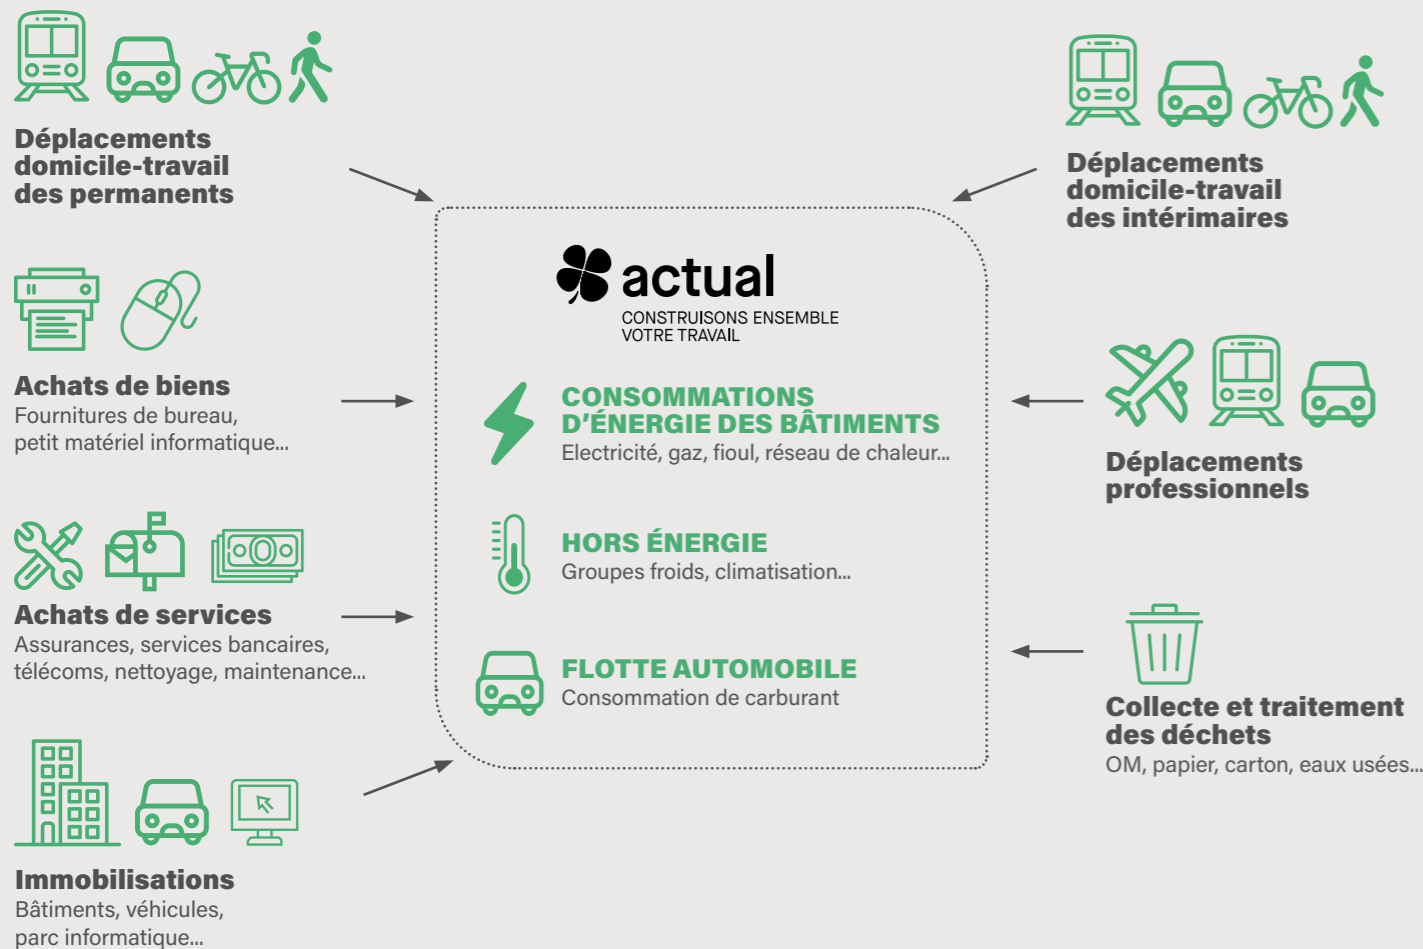 Déplacements
domicile-travail
des permanents
Achats de biens
Fournitures de bureau,
petit matériel informatique...
Achats de services
Assurances, services bancaires,
télécoms, nettoyage, maintenance...
Immobilisations
Bâtiments, véhicules,
parc informatique...
actual
CONSTRUISONS ENSEMBLE
VOTRE TRAVAIL
CONSOMMATIONS
D’ÉNERGIE DES BÂTIMENTS
Electricité, gaz, fioul, réseau de chaleur...
HORS ÉNERGIE
Groupes froids, climatisation...
FLOTTE AUTOMOBILE
Consommation de carburant
Déplacements
domicile-travail
des intérimaires
Déplacements
professionnels
Collecte et traitement
des déchets
OM, papier, carton, eaux usées...